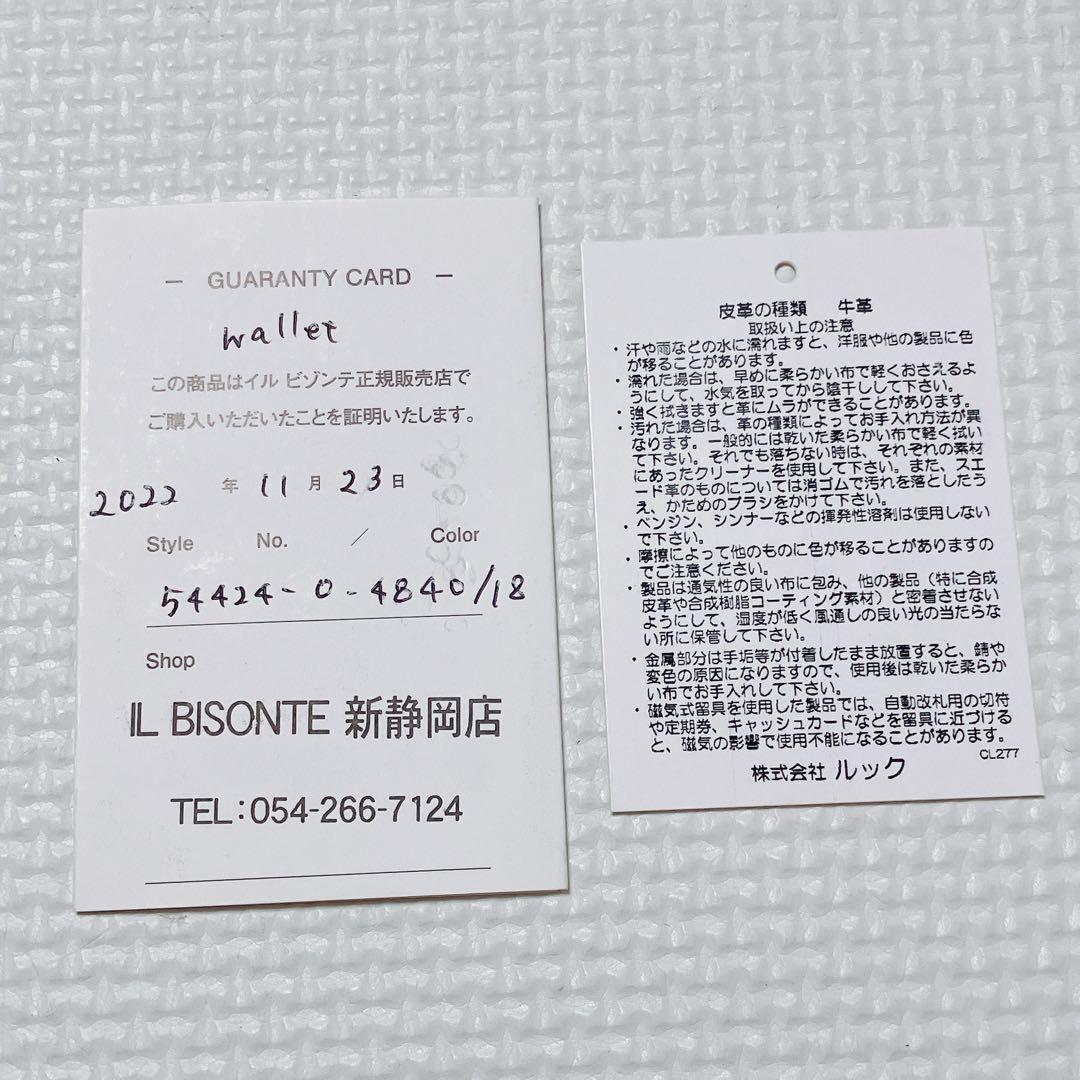 — GUARANTY CARD —
wallet
この商品はイル ビゾンテ正規販売店で
ご購入いただいたことを証明いたします。
2022 年 11 月 23 日
Style No. / Color
54424-0-4840/18
Shop
IL BISONTE 新静岡店
TEL:054-266-7124
皮革の種類 牛革
取扱い上の注意
・汗や雨などの水に濡れますと、洋服や他の製品に色
が移ることがあります。
・濡れた場合は、早めに柔らかい布で軽くおさえるよ
うにして、水気を取ってから陰干しして下さい。
・強く拭きますと革にムラができることがあります。
・汚れた場合は、革の種類によってお手入れ方法が異
なります。一般的には乾いた柔らかい布で軽く拭い
て下さい。それでも落ちない時は、それぞれの素材
にあったクリーナーを使用して下さい。また、スエ
ード革のものについては消ゴムで汚れを落としたう
え、かためのブラシをかけて下さい。
・ベンジン、シンナーなどの揮発性溶剤は使用しない
で下さい。
・摩擦によって他のものに色が移ることがありますの
でご注意ください。
・製品は通気性の良い布に包み、他の製品（特に合成
皮革や合成樹脂コーティング素材）と密着させない
ようにして、湿度が低く風通しの良い光の当たらな
い所に保管して下さい。
・金属部分は手垢等が付着したまま放置すると、錆や
変色の原因になりますので、使用後は乾いた柔らか
い布でお手入れして下さい。
・磁気式留具を使用した製品では、自動改札用の切符
や定期券、キャッシュカードなどを留具に近づける
と、磁気の影響で使用不能になることがあります。
CL277
株式会社 ルック